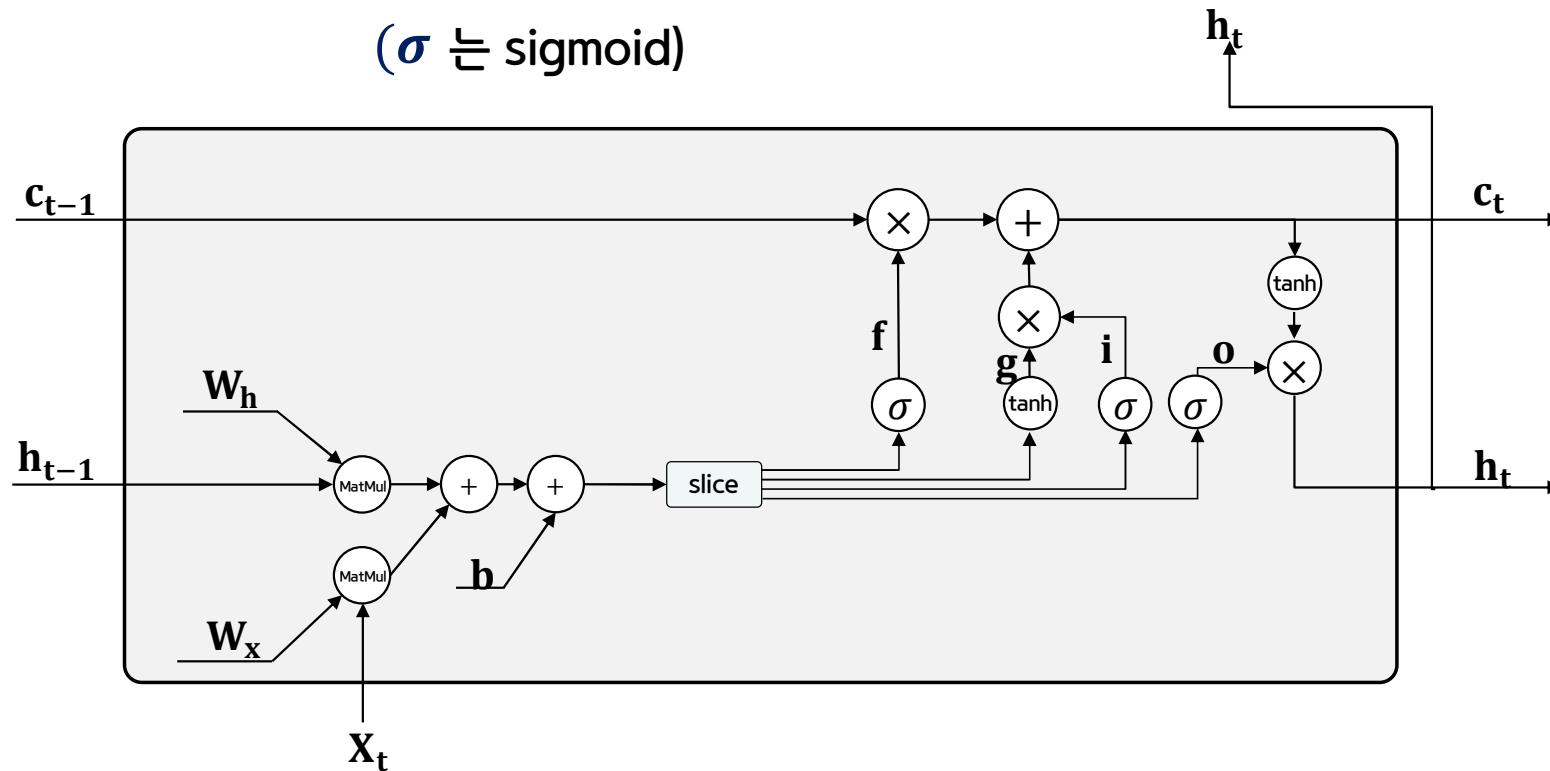 (σ 는 sigmoid)
h_t
c_{t−1}
c_t
×
+
tanh
×
f
g
i
o
×
W_h
σ
tanh
σ
σ
h_{t−1}
MatMul
+
+
slice
h_t
MatMul
b
W_x
X_t